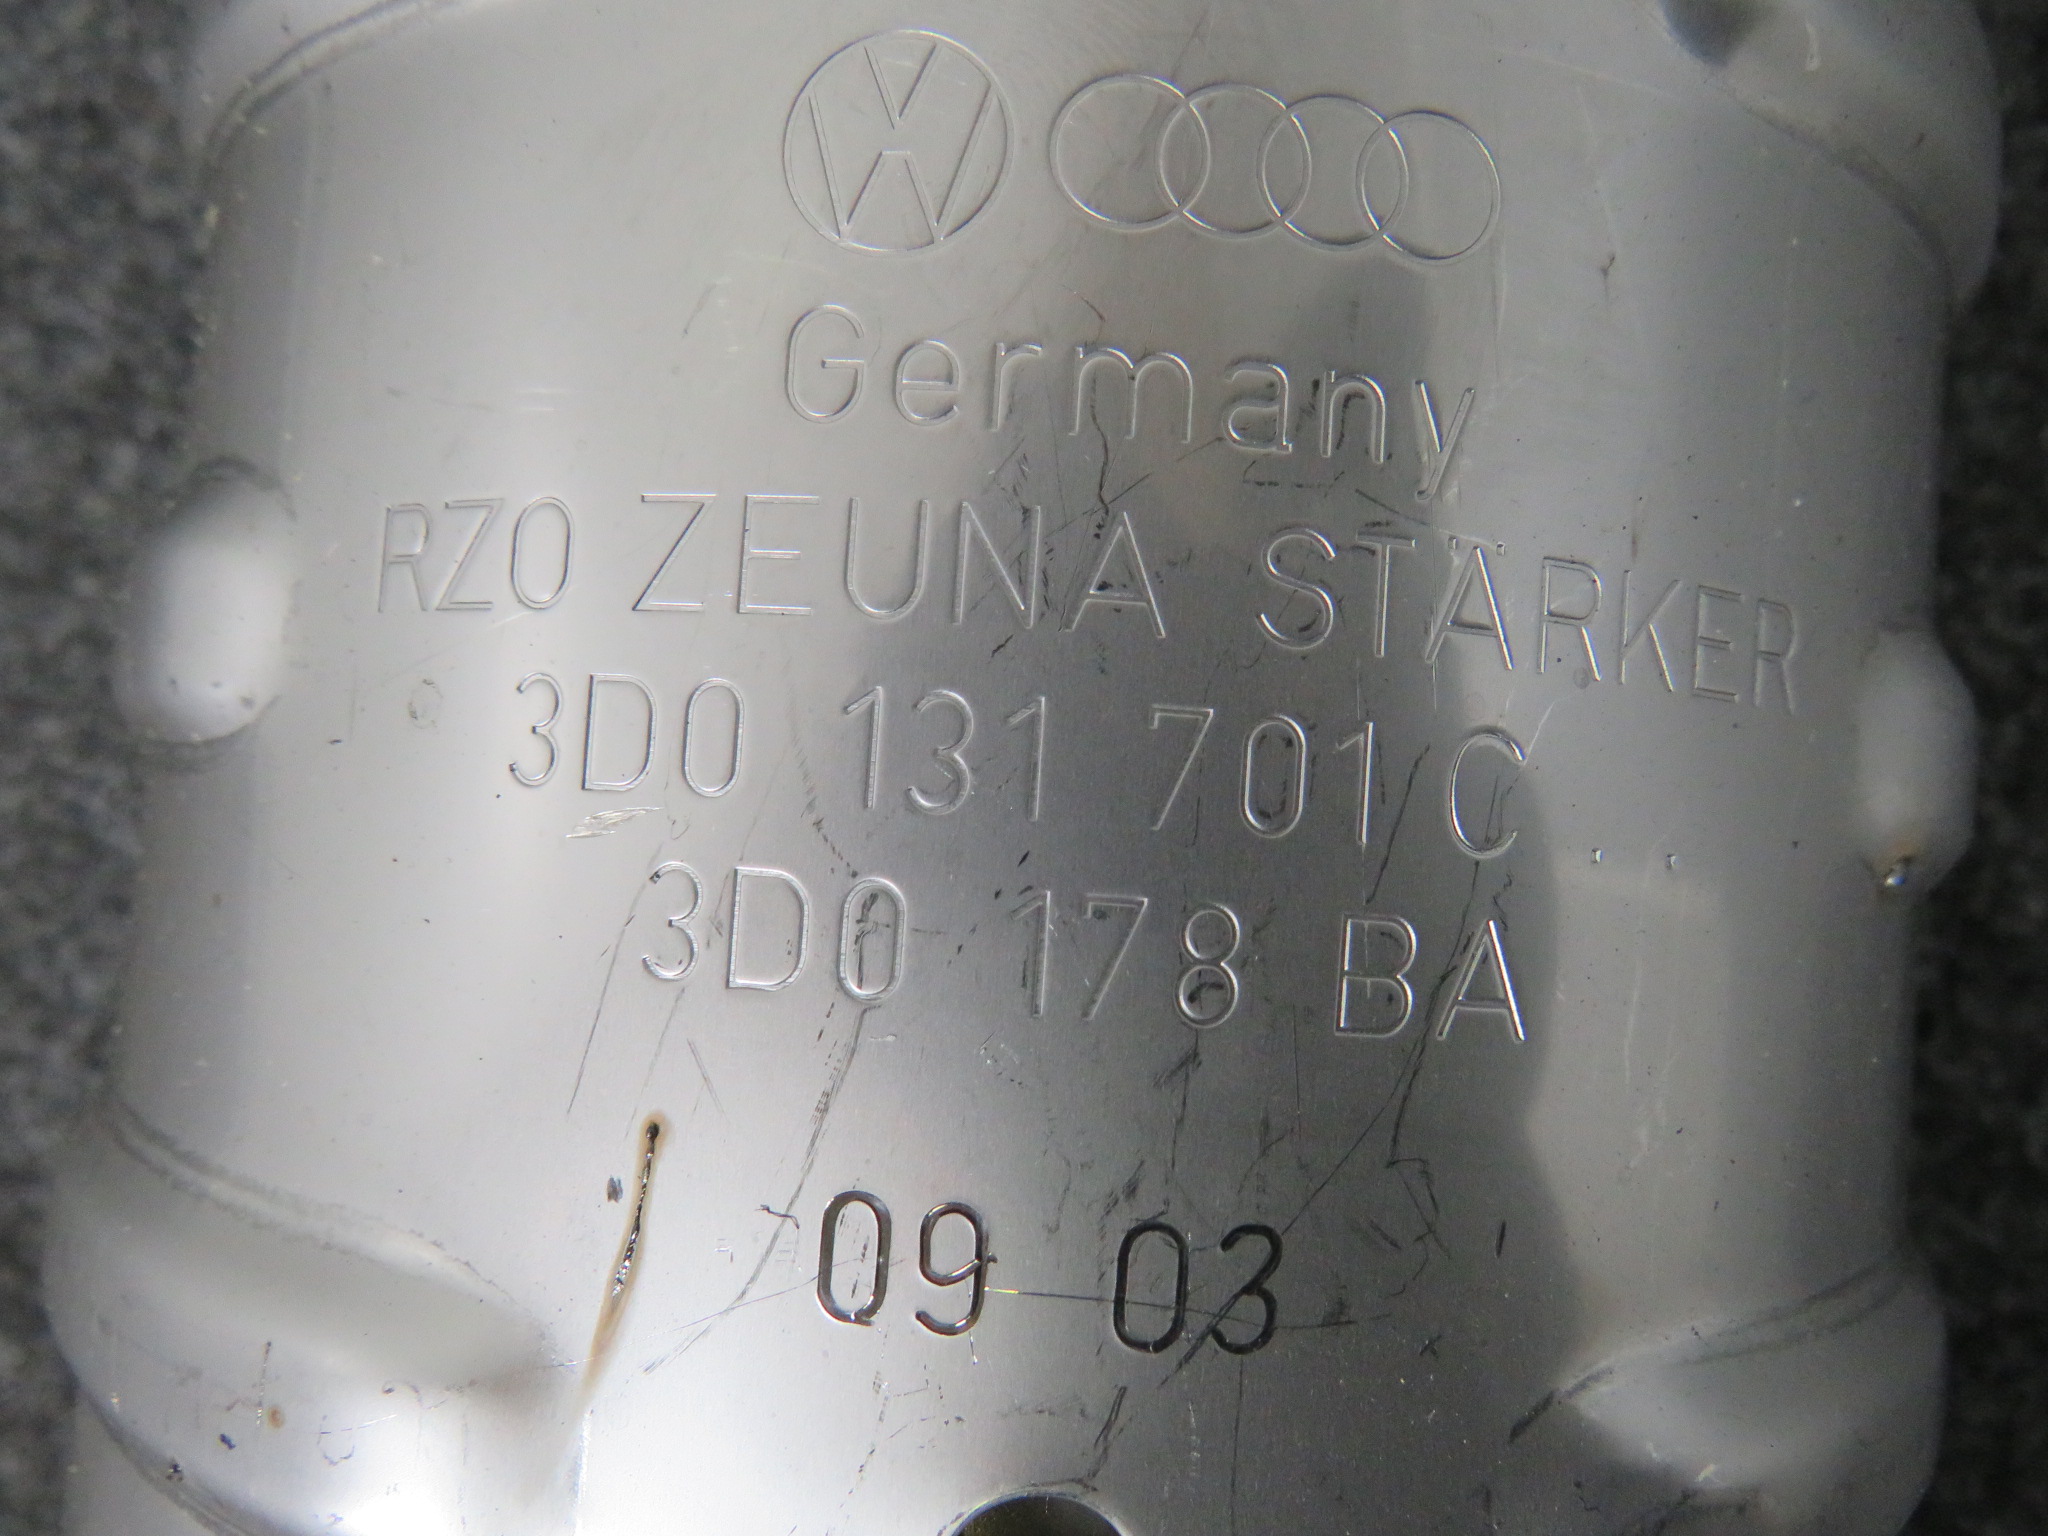 Germany
RZO ZEUNA STÄRKER
3D0 131 701 C . .
3D0 178 BA
09 03